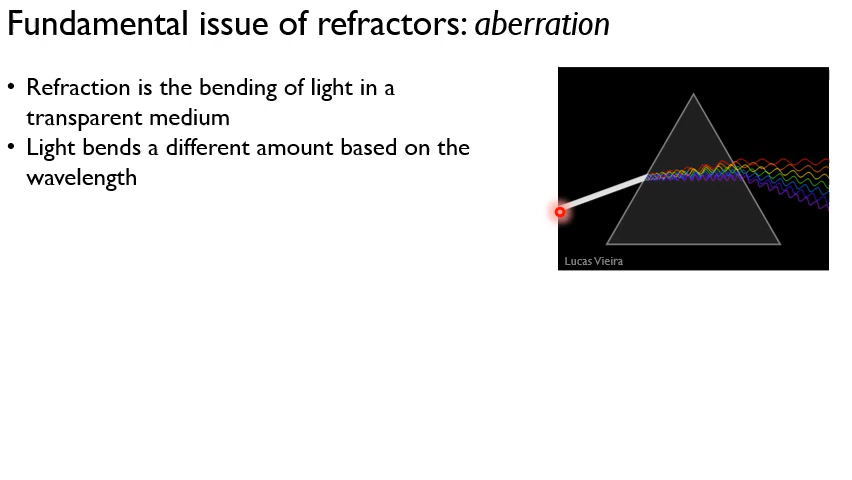 Fundamental issue of refractors: aberration
• Refraction is the bending of light in a
transparent medium
• Light bends a different amount based on the
wavelength
Lucas Vieira